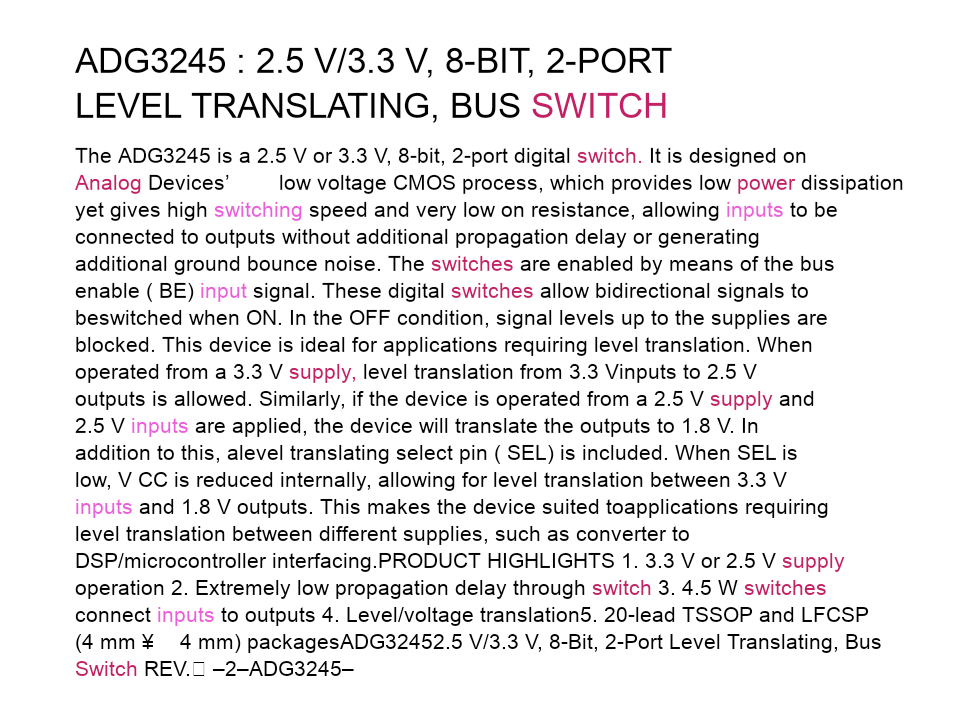 ADG3245 : 2.5 V/3.3 V, 8-BIT, 2-PORT
LEVEL TRANSLATING, BUS SWITCH
The ADG3245 is a 2.5 V or 3.3 V, 8-bit, 2-port digital switch. It is designed on
Analog Devices’ low voltage CMOS process, which provides low power dissipation
yet gives high switching speed and very low on resistance, allowing inputs to be
connected to outputs without additional propagation delay or generating
additional ground bounce noise. The switches are enabled by means of the bus
enable ( BE) input signal. These digital switches allow bidirectional signals to
beswitched when ON. In the OFF condition, signal levels up to the supplies are
blocked. This device is ideal for applications requiring level translation. When
operated from a 3.3 V supply, level translation from 3.3 Vinputs to 2.5 V
outputs is allowed. Similarly, if the device is operated from a 2.5 V supply and
2.5 V inputs are applied, the device will translate the outputs to 1.8 V. In
addition to this, alevel translating select pin ( SEL) is included. When SEL is
low, V CC is reduced internally, allowing for level translation between 3.3 V
inputs and 1.8 V outputs. This makes the device suited toapplications requiring
level translation between different supplies, such as converter to
DSP/microcontroller interfacing.PRODUCT HIGHLIGHTS 1. 3.3 V or 2.5 V supply
operation 2. Extremely low propagation delay through switch 3. 4.5 W switches
connect inputs to outputs 4. Level/voltage translation5. 20-lead TSSOP and LFCSP
(4 mm ¥ 4 mm) packagesADG32452.5 V/3.3 V, 8-Bit, 2-Port Level Translating, Bus
Switch REV.&#xFFFF; –2–ADG3245–